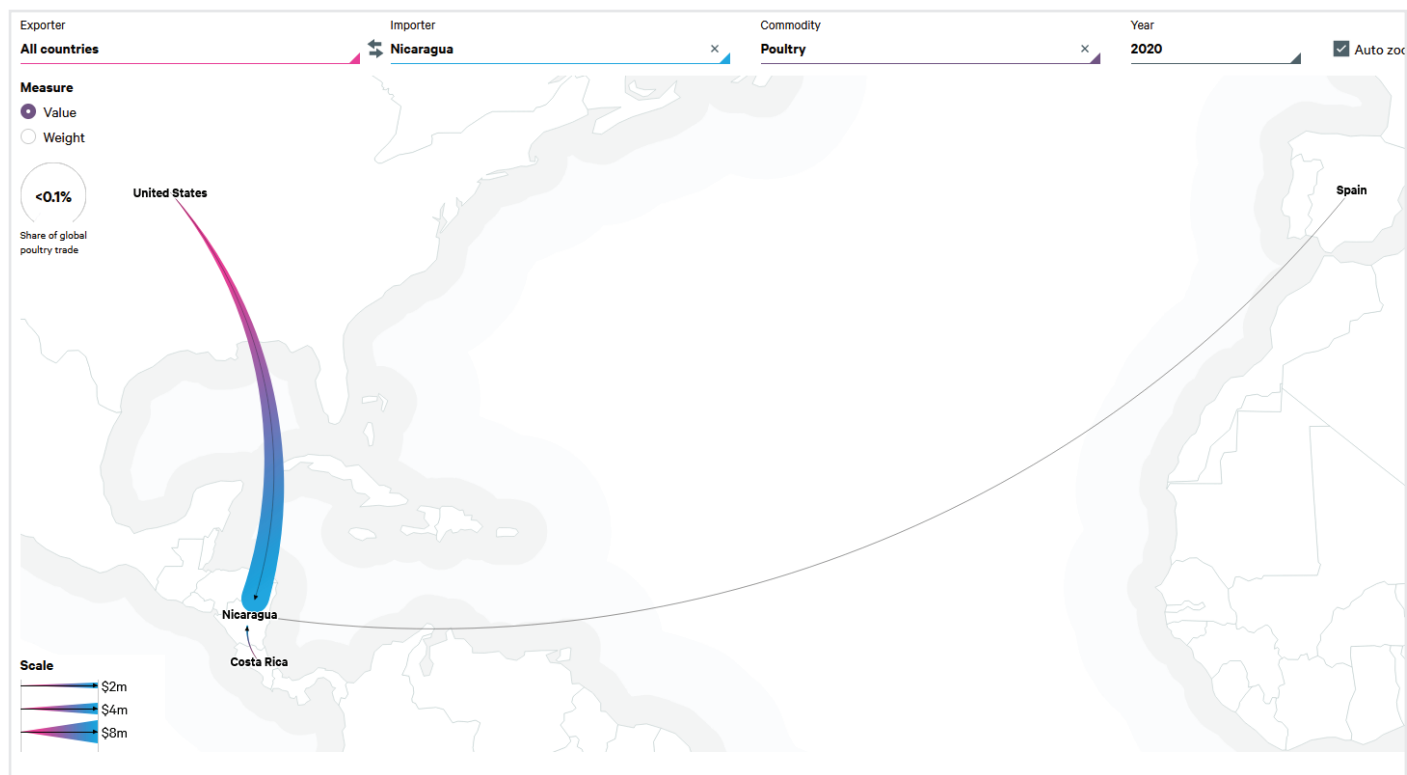 Exporter
All countries
Importer
Nicaragua ×
Commodity
Poultry ×
Year
2020
Auto zoo
Measure
Value
Weight
<0.1%
Share of global
poultry trade
United States
Spain
Nicaragua
Costa Rica
Scale
$2m
$4m
$8m